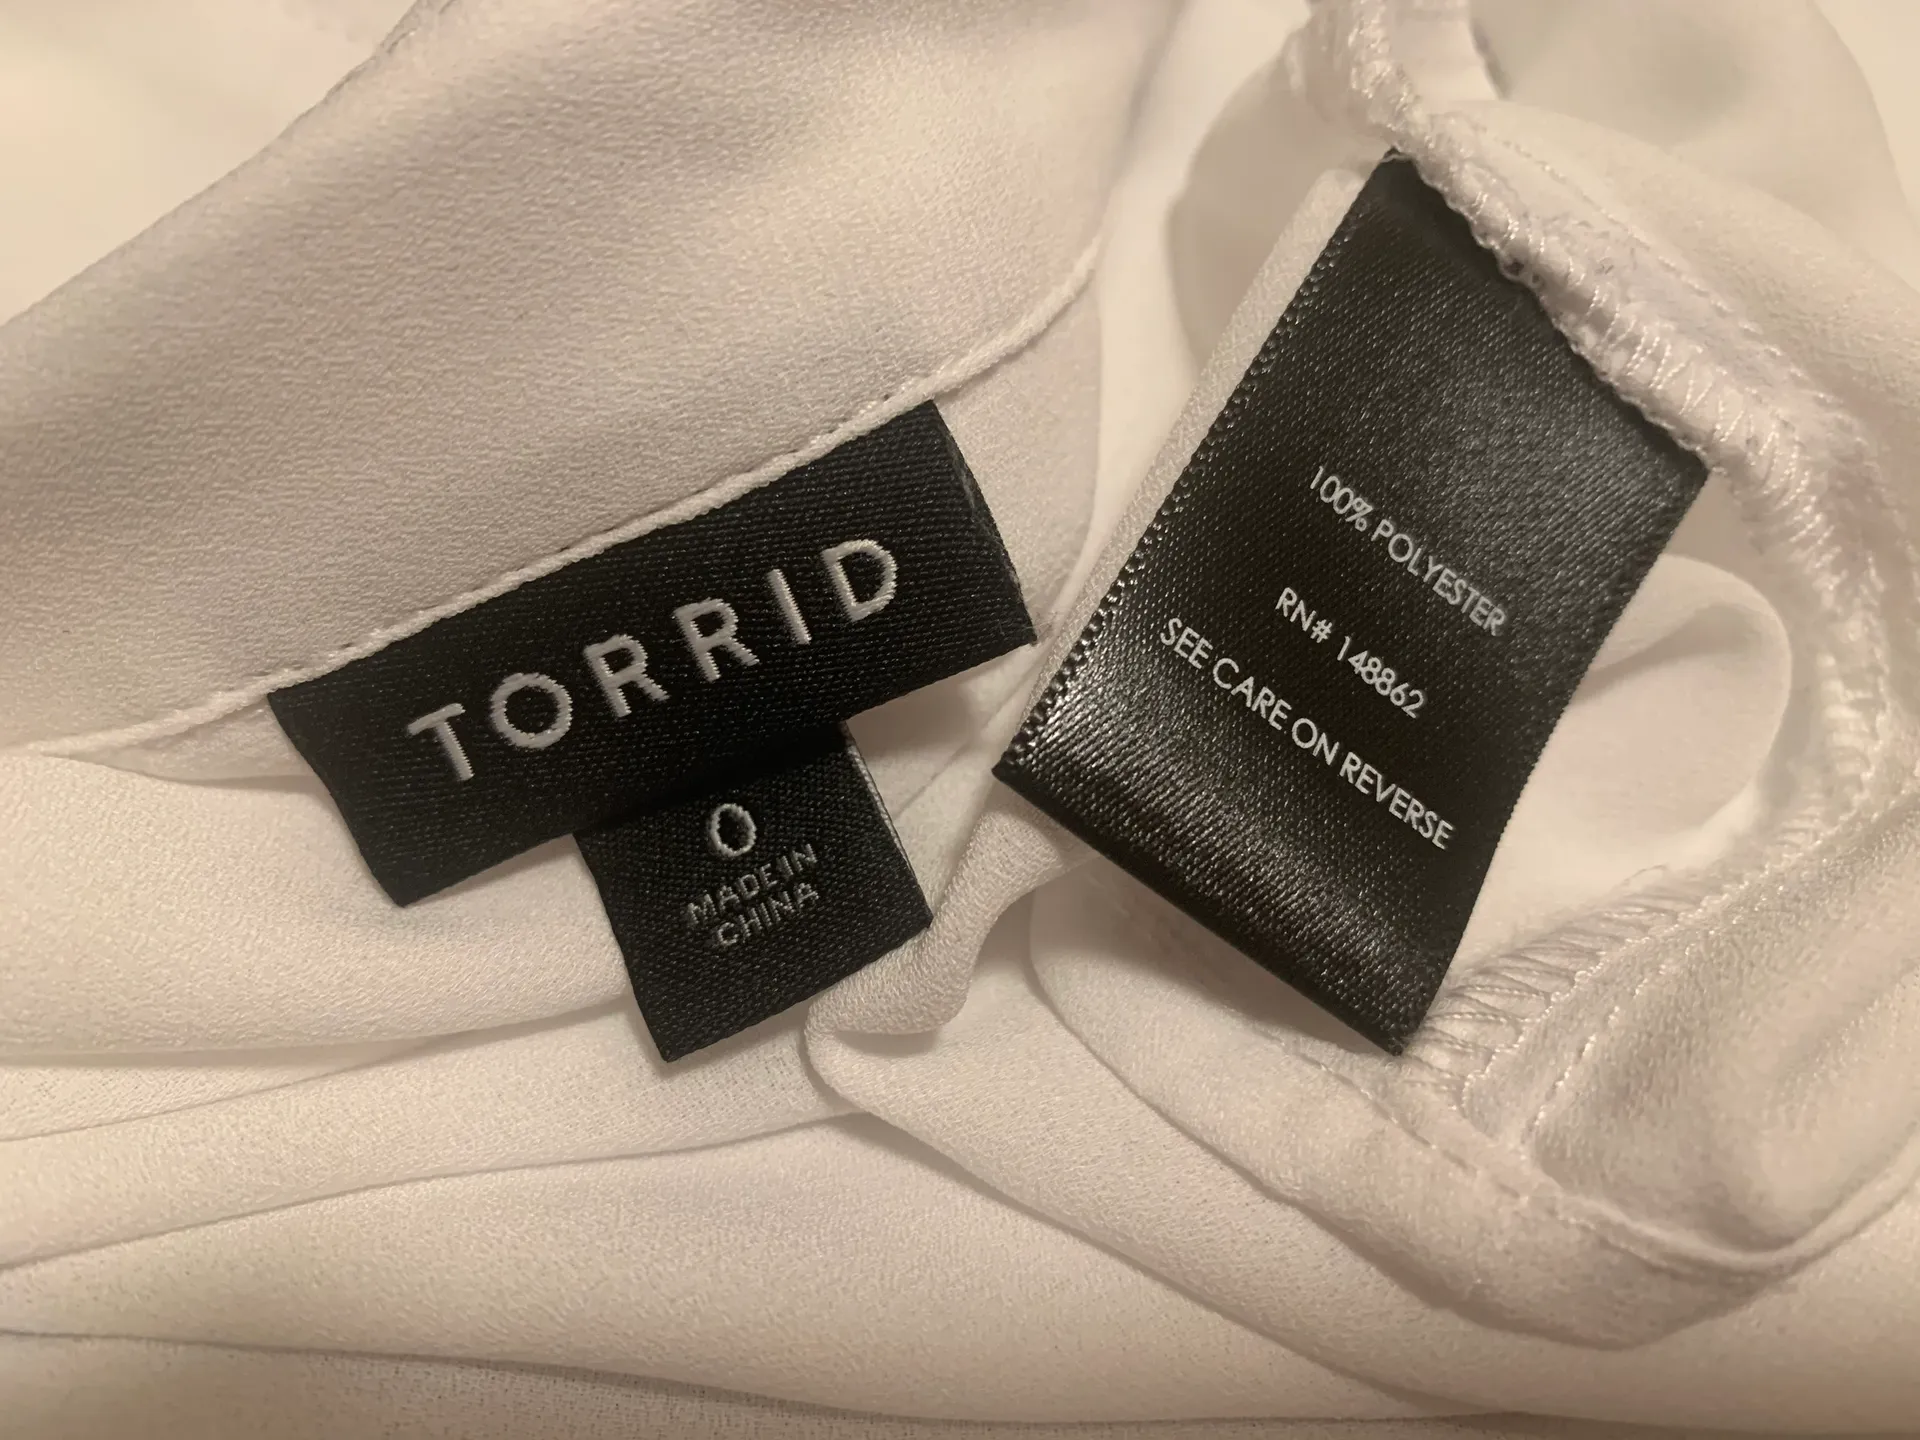 TORRID
0
MADE IN
CHINA
100% POLYESTER
RN# 148862
SEE CARE ON REVERSE